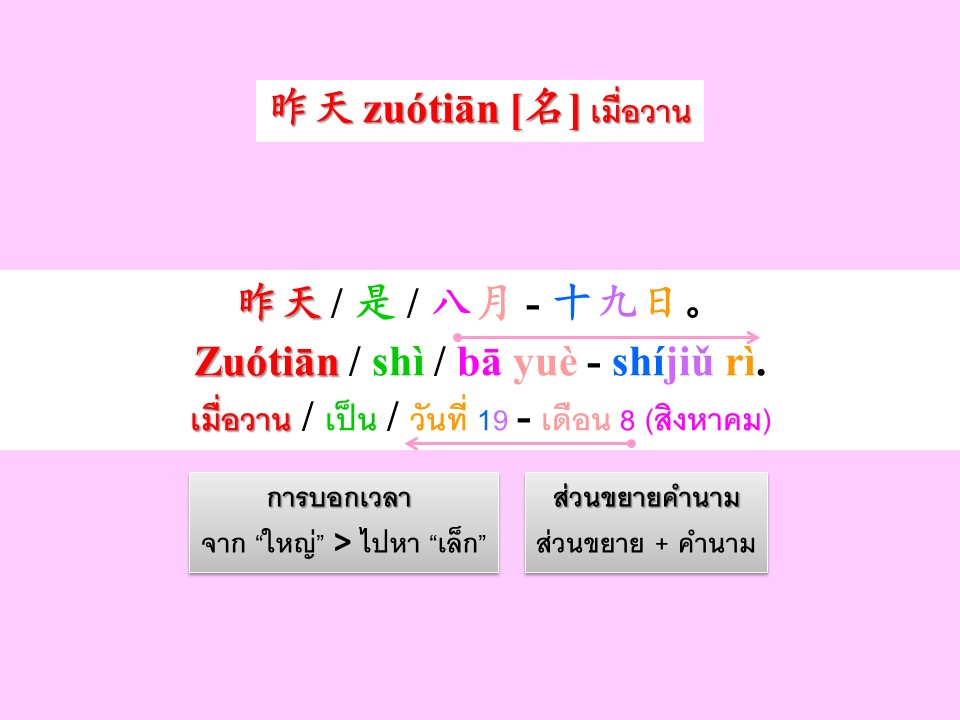 昨天 zuótiān [名] เมื่อวาน
昨天 / 是 / 八月 - 十九日。
Zuótiān / shì / bā yuè - shíjiǔ rì.
เมื่อวาน / เป็น / วันที่ 19 - เดือน 8 (สิงหาคม)
การบอกเวลา
จาก “ใหญ่” > ไปหา “เล็ก”
ส่วนขยายคำนาม
ส่วนขยาย + คำนาม